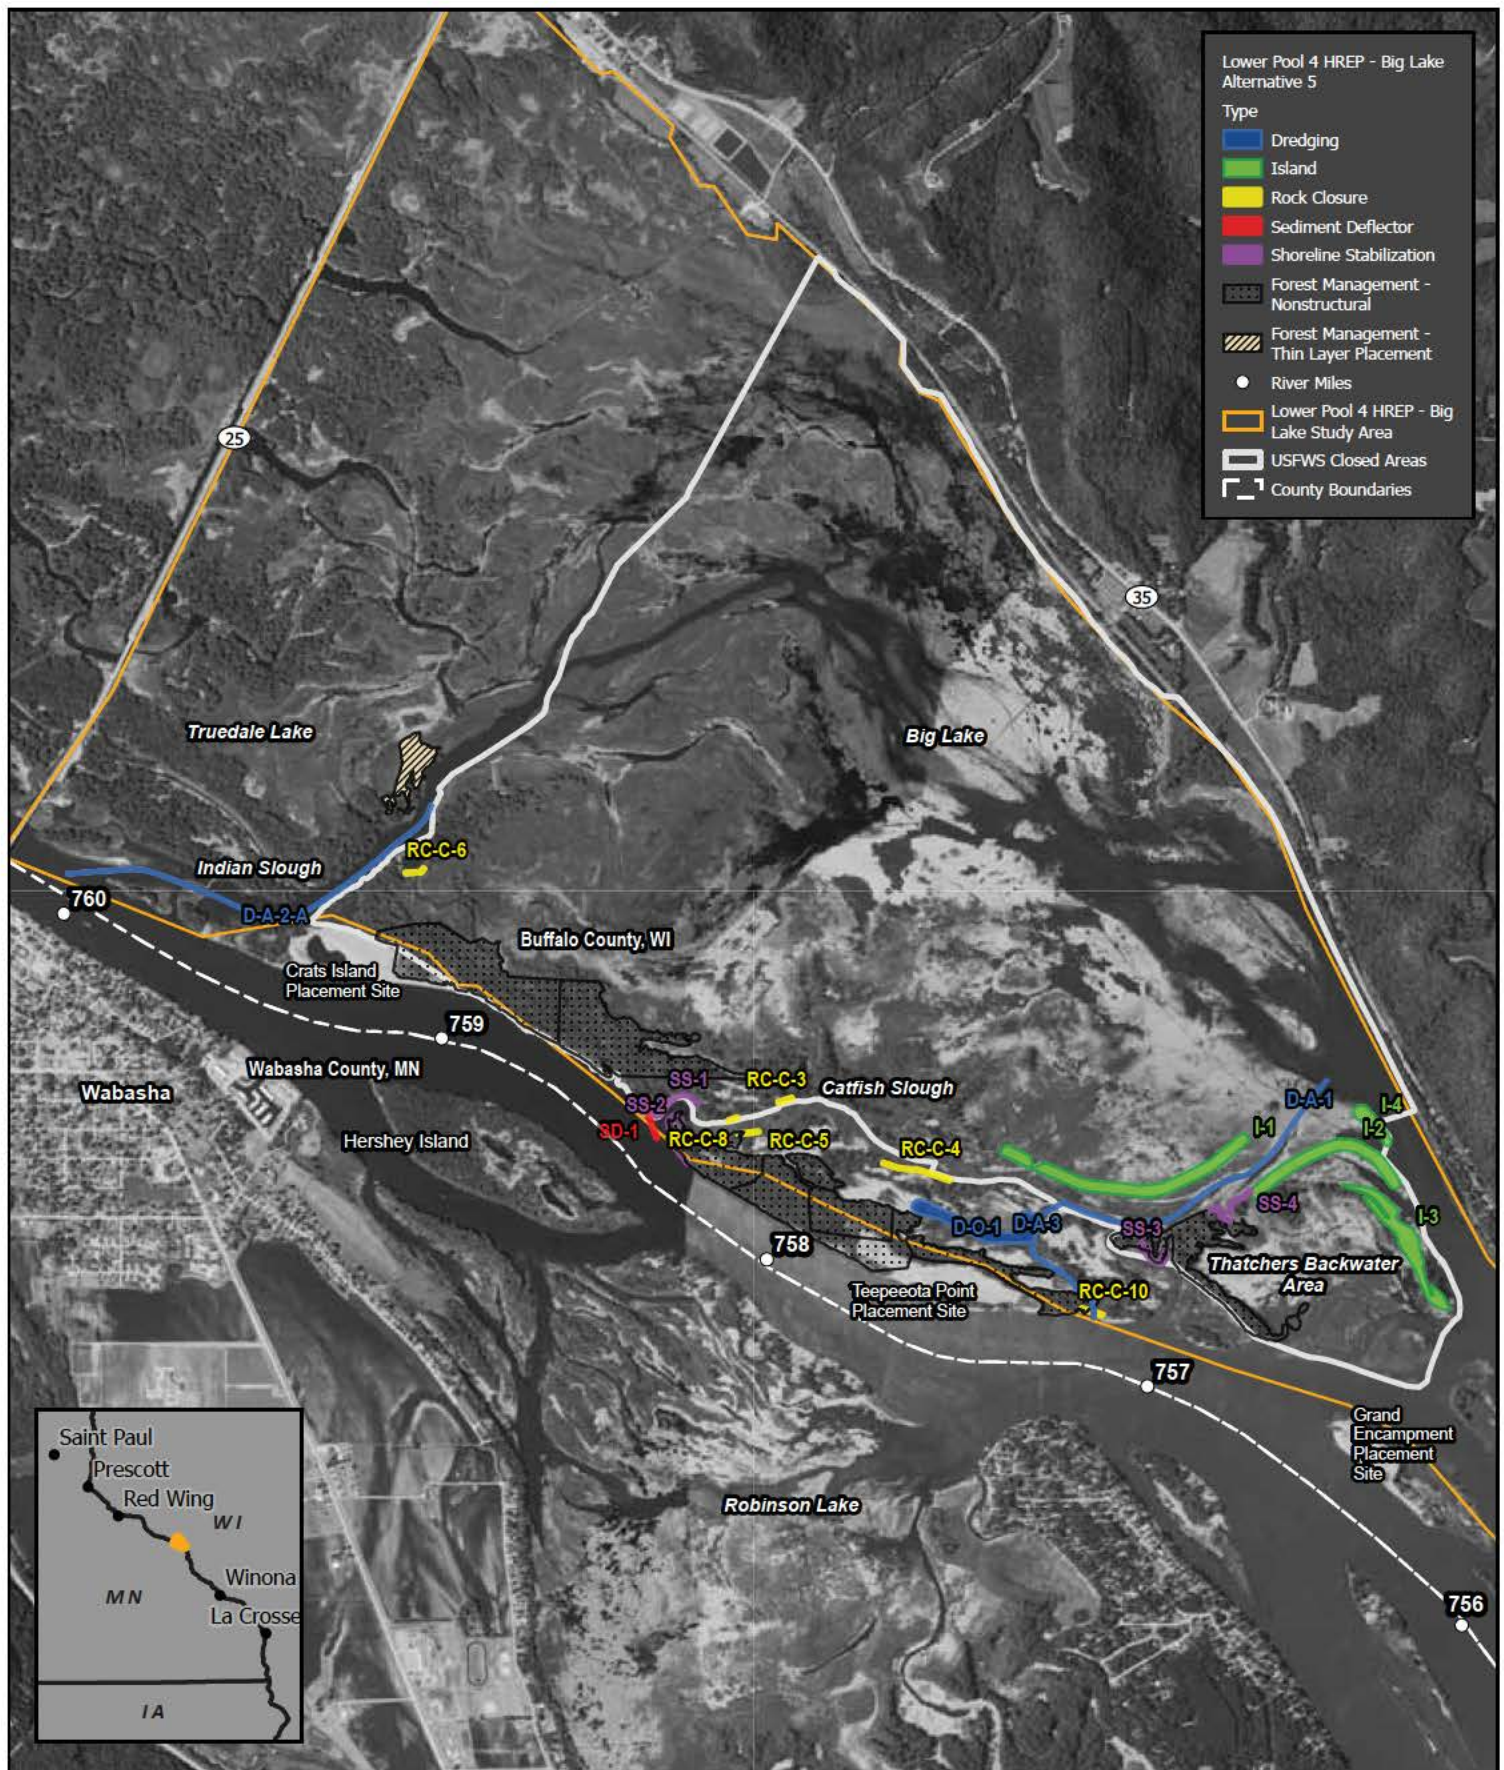 Lower Pool 4 HREP - Big Lake
Alternative 5
Type
Dredging
Island
Rock Closure
Sediment Deflector
Shoreline Stabilization
Forest Management -
Nonstructural
Forest Management -
Thin Layer Placement
River Miles
Lower Pool 4 HREP - Big
Lake Study Area
USFWS Closed Areas
County Boundaries
25
35
Truedale Lake
Big Lake
RC-C-6
Indian Slough
760
D-A-2-A
Buffalo County, WI
Crats Island
Placement Site
759
Wabasha County, MN
Wabasha
SS-1
RC-C-3
Catfish Slough
SS-2
D-A-1
I-4
SD-1
RC-C-8
RC-C-5
I-1
I-2
Hershey Island
RC-C-4
SS-4
D-O-1
D-A-3
SS-3
I-3
758
Thatchers Backwater
Area
Teepeeota Point
Placement Site
RC-C-10
757
Grand
Encampment
Placement
Site
Robinson Lake
756
Saint Paul
Prescott
Red Wing
WI
Winona
MN
La Crosse
IA